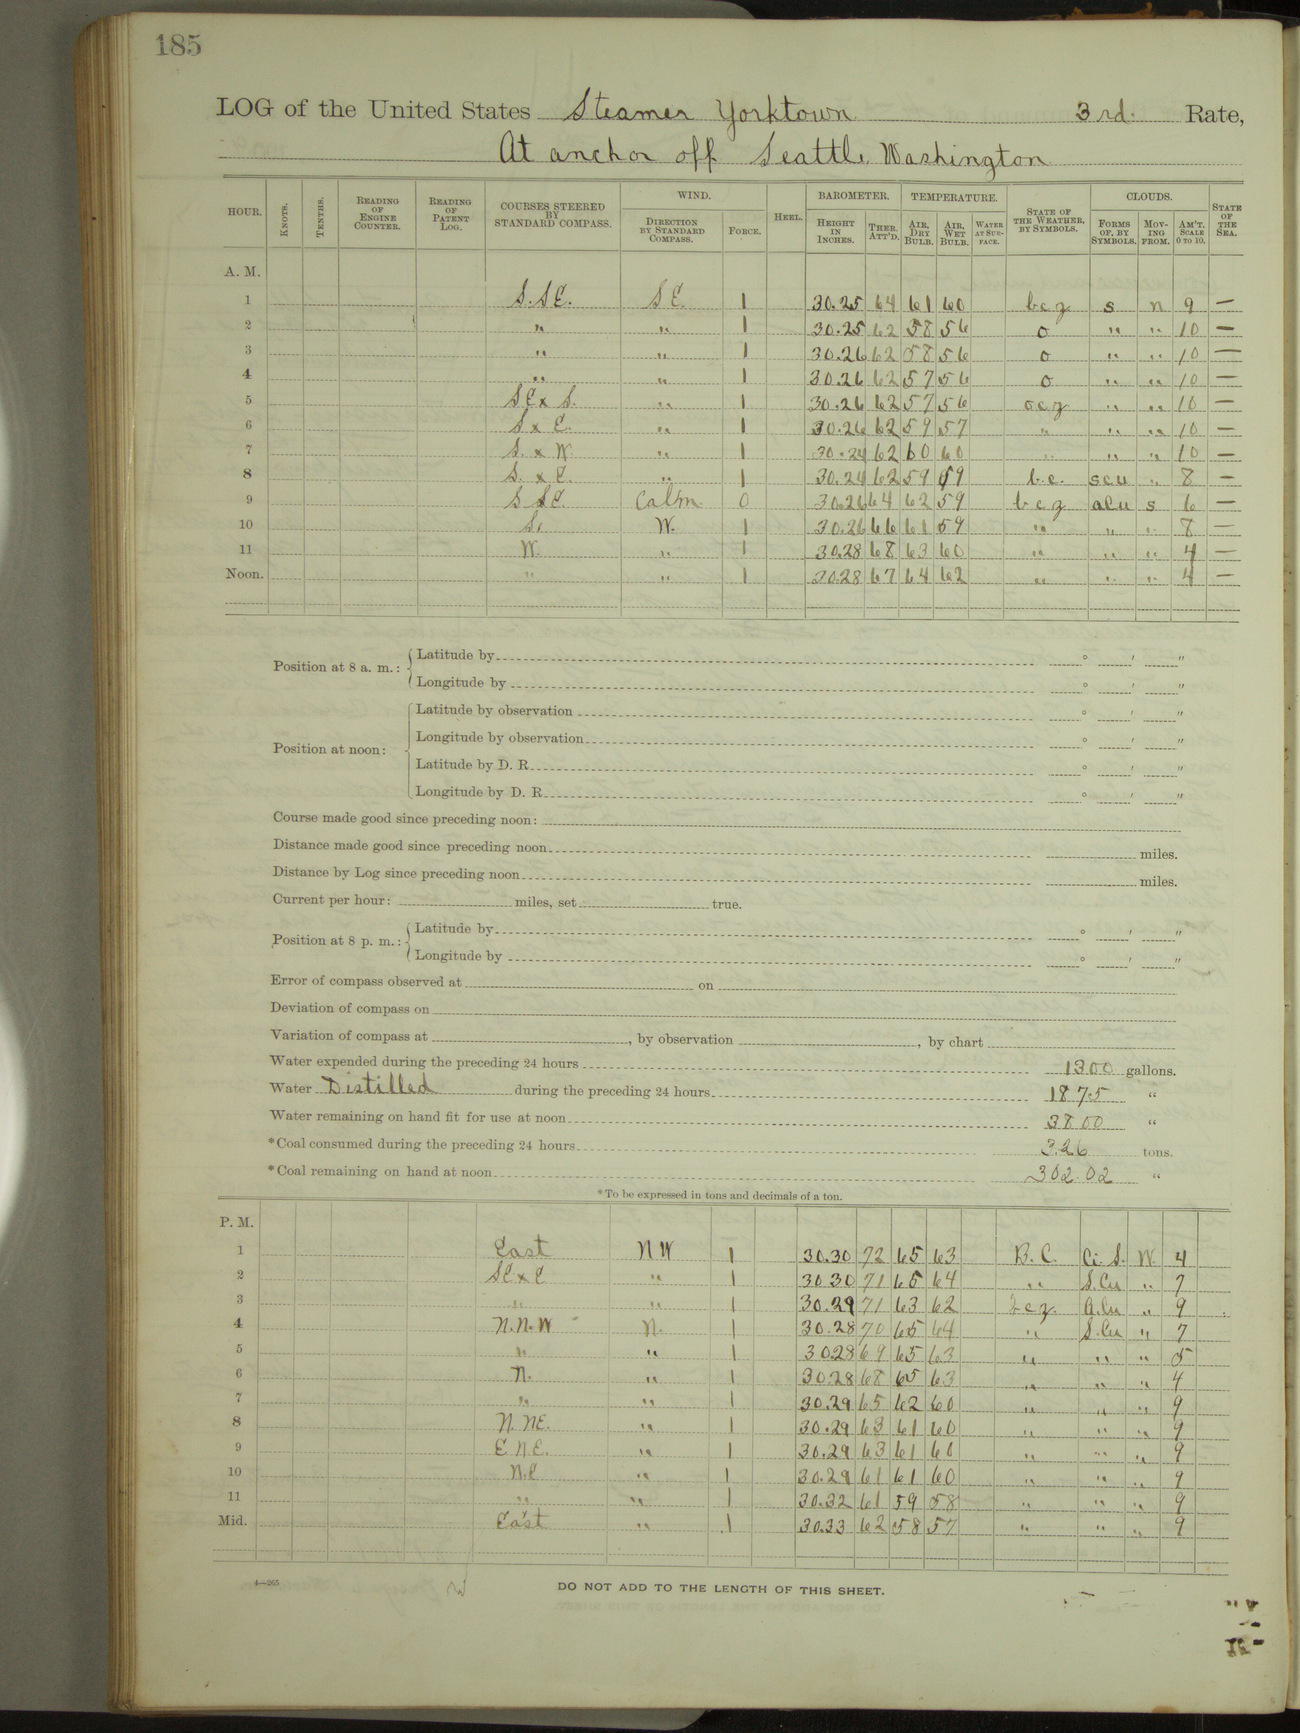 185
LOG of the United States Steamer Yorktown 3rd. Rate,
At anchor off Seattle, Washington
HOUR. KNOTS. TENTHS. READING OF ENGINE COUNTER. READING OF PATENT LOG. COURSES STEERED BY STANDARD COMPASS. WIND. DIRECTION BY STANDARD COMPASS. FORCE. HEEL. BAROMETER. HEIGHT IN INCHES. THER. ATT'D. TEMPERATURE. AIR, DRY BULB. AIR, WET BULB. WATER AT SURFACE. STATE OF THE WEATHER, BY SYMBOLS. CLOUDS. FORMS OF, BY SYMBOLS. MOVING FROM. AM'T, SCALE 0 TO 10. STATE OF THE SEA.
A. M.
1 S.SE. SE. 1 30.25 64 61 60 bcz s n 9 —
2 " " 1 30.25 62 58 56 o " " 10 —
3 " " 1 30.26 62 58 56 o " " 10 —
4 " " 1 30.26 62 57 56 o " " 10 —
5 SE x S. " 1 30.26 62 57 56 ocz " " 10 —
6 S x E. " 1 30.26 62 59 57 " " " 10 —
7 S. x W. " 1 30.24 62 60 60 " " " 10 —
8 S. x E. " 1 30.24 62 59 59 b.c. scu " 8 —
9 S SE. Calm 0 30.26 64 62 59 bcz acu s 6 —
10 S. W. 1 30.26 66 61 59 " " " 8 —
11 W. " 1 30.28 68 63 60 " " " 4 —
Noon. " " 1 30.28 67 64 62 " " " 4 —
Position at 8 a. m.: Latitude by ° ′ ″
Longitude by ° ′ ″
Position at noon: Latitude by observation ° ′ ″
Longitude by observation ° ′ ″
Latitude by D. R. ° ′ ″
Longitude by D. R. ° ′ ″
Course made good since preceding noon:
Distance made good since preceding noon miles.
Distance by Log since preceding noon miles.
Current per hour: miles, set true.
Position at 8 p. m.: Latitude by ° ′ ″
Longitude by ° ′ ″
Error of compass observed at on
Deviation of compass on
Variation of compass at , by observation , by chart
Water expended during the preceding 24 hours 1300 gallons.
Water Distilled during the preceding 24 hours 1875 "
Water remaining on hand fit for use at noon 3800 "
*Coal consumed during the preceding 24 hours 3.26 tons.
*Coal remaining on hand at noon 302.02 "
*To be expressed in tons and decimals of a ton.
P. M.
1 East NW 1 30.30 72 65 63 B.C. Ci.S. W. 4
2 SE x E " 1 30.30 71 65 64 " S.Cu " 7
3 " " 1 30.29 71 63 62 bcz. A.Cu " 9
4 N.N.W N. 1 30.28 70 65 64 " S.Cu " 7
5 " " 1 30.28 69 65 63 " " " 5
6 N. " 1 30.28 68 65 63 " " " 4
7 " " 1 30.29 65 62 60 " " " 9
8 N.NE. " 1 30.29 63 61 60 " " " 9
9 E N E. " 1 30.29 63 61 60 " " " 9
10 N.E " 1 30.29 61 61 60 " " " 9
11 " " 1 30.32 61 59 58 " " " 9
Mid. East " 1 30.33 62 58 57 " " " 9
4—265
DO NOT ADD TO THE LENGTH OF THIS SHEET.